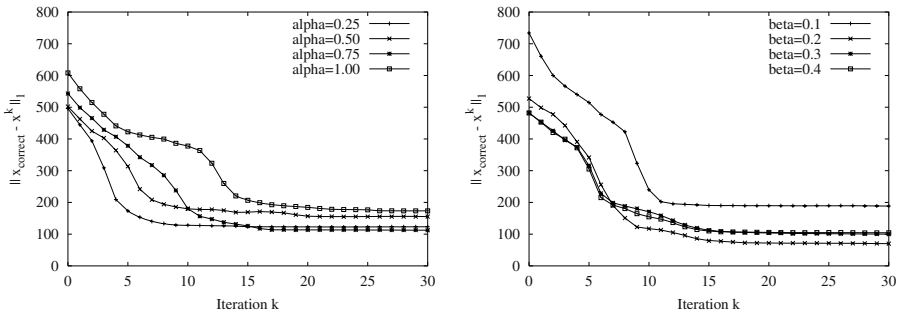 800
700
600
500
400
300
200
100
0
0 5 10 15 20 25 30
|| x_correct - x^k ||_1
Iteration k
alpha=0.25
alpha=0.50
alpha=0.75
alpha=1.00
800
700
600
500
400
300
200
100
0
0 5 10 15 20 25 30
|| x_correct - x^k ||_1
Iteration k
beta=0.1
beta=0.2
beta=0.3
beta=0.4